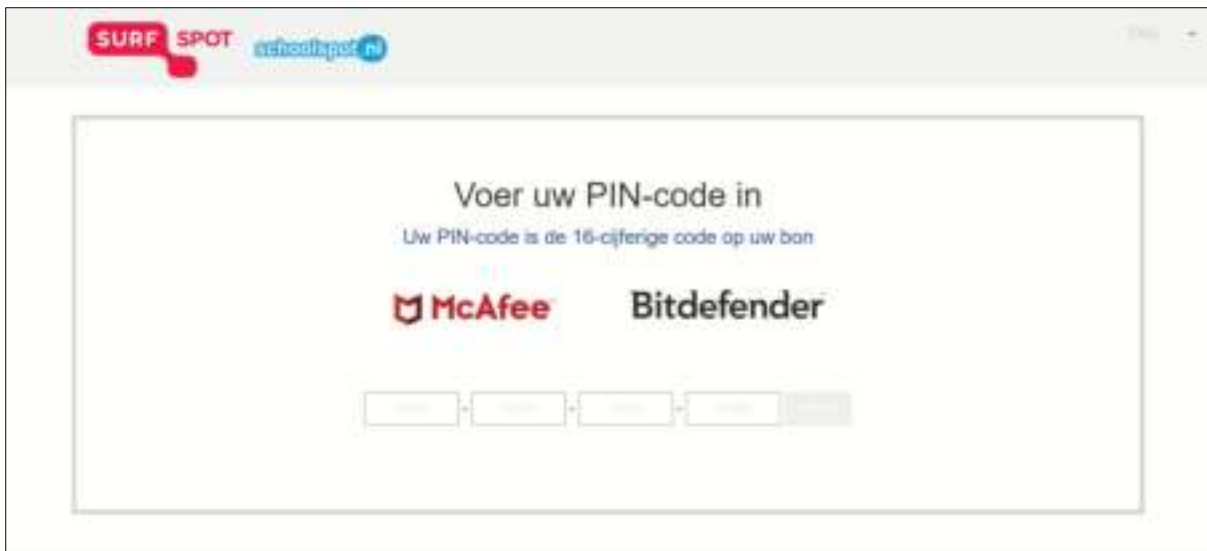 SURF SPOT schoolspot.nl
Voer uw PIN-code in
Uw PIN-code is de 16-cijferige code op uw bon
McAfee Bitdefender
- - -